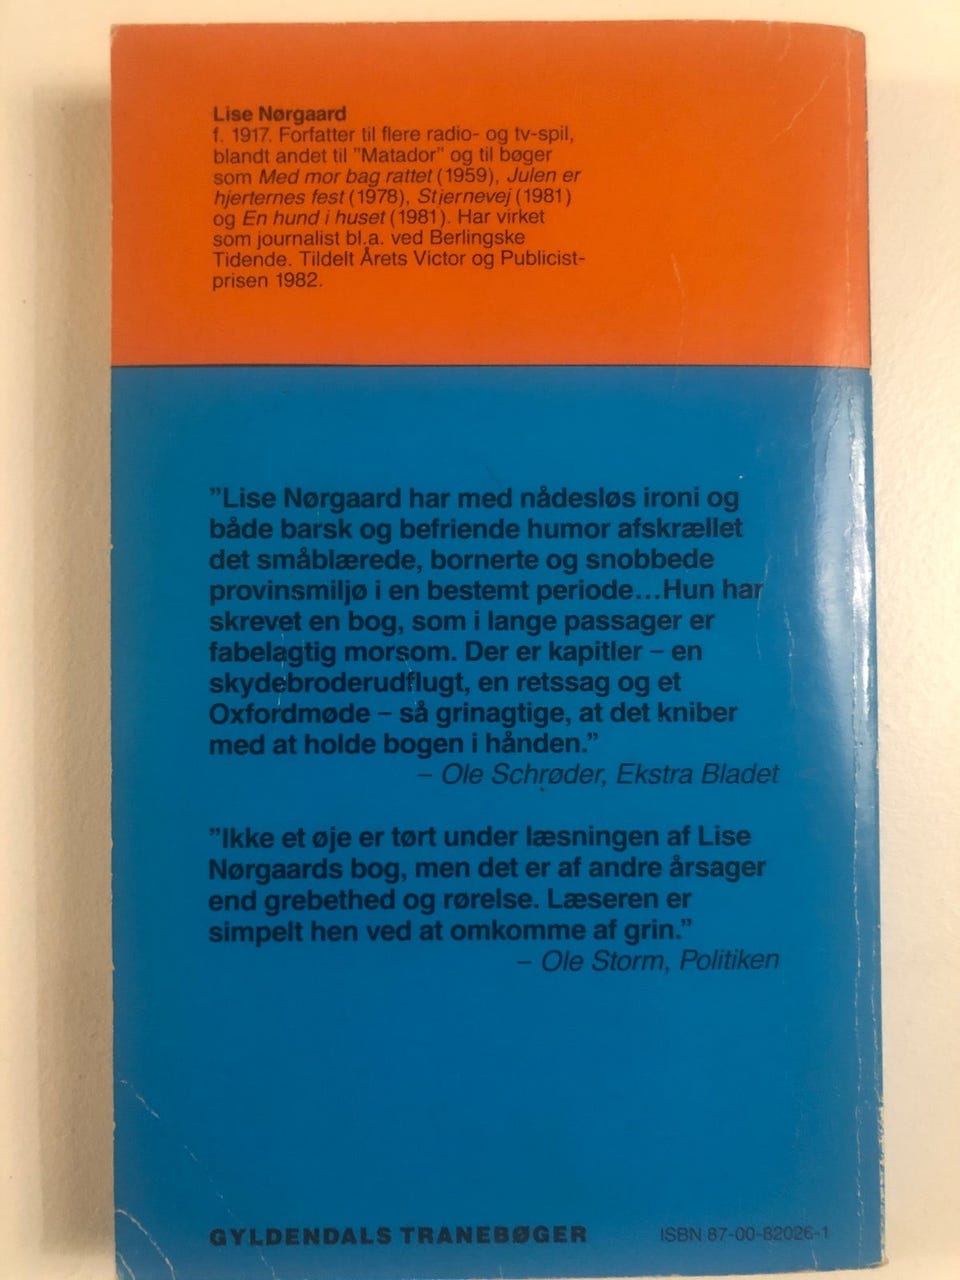 Lise Nørgaard
f. 1917. Forfatter til flere radio- og tv-spil,
blandt andet til ”Matador” og til bøger
som Med mor bag rattet (1959), Julen er
hjerternes fest (1978), Stjernevej (1981)
og En hund i huset (1981). Har virket
som journalist bl.a. ved Berlingske
Tidende. Tildelt Årets Victor og Publicist-
prisen 1982.
”Lise Nørgaard har med nådesløs ironi og
både barsk og befriende humor afskrællet
det småblærede, bornerte og snobbede
provinsmiljø i en bestemt periode...Hun har
skrevet en bog, som i lange passager er
fabelagtig morsom. Der er kapitler – en
skydebroderudflugt, en retssag og et
Oxfordmøde – så grinagtige, at det kniber
med at holde bogen i hånden.”
– Ole Schrøder, Ekstra Bladet
”Ikke et øje er tørt under læsningen af Lise
Nørgaards bog, men det er af andre årsager
end grebethed og rørelse. Læseren er
simpelt hen ved at omkomme af grin.”
– Ole Storm, Politiken
GYLDENDALS TRANEBØGER
ISBN 87-00-82026-1